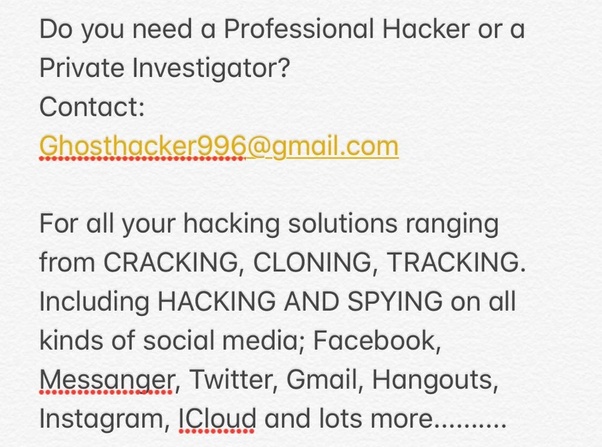 Do you need a Professional Hacker or a
Private Investigator?
Contact:
Ghosthacker996@gmail.com
For all your hacking solutions ranging
from CRACKING, CLONING, TRACKING.
Including HACKING AND SPYING on all
kinds of social media; Facebook,
Messanger, Twitter, Gmail, Hangouts,
Instagram, ICloud and lots more..........